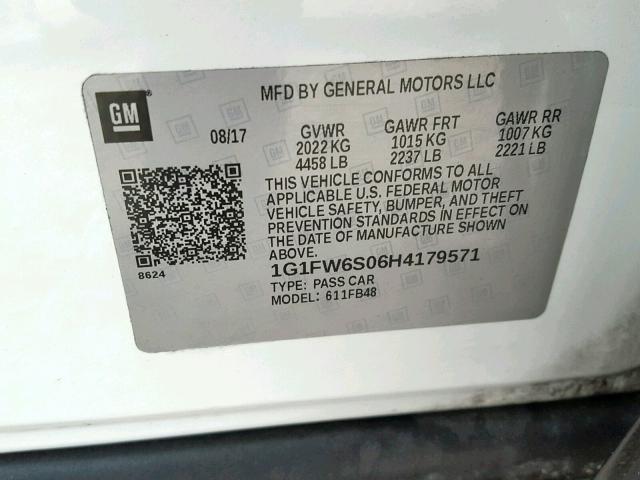 GM
MFD BY GENERAL MOTORS LLC
08/17
GVWR
2022 KG
4458 LB
GAWR FRT
1015 KG
2237 LB
GAWR RR
1007 KG
2221 LB
THIS VEHICLE CONFORMS TO ALL
APPLICABLE U.S. FEDERAL MOTOR
VEHICLE SAFETY, BUMPER, AND THEFT
PREVENTION STANDARDS IN EFFECT ON
THE DATE OF MANUFACTURE SHOWN
ABOVE.
8624
1G1FW6S06H4179571
TYPE: PASS CAR
MODEL: 611FB48